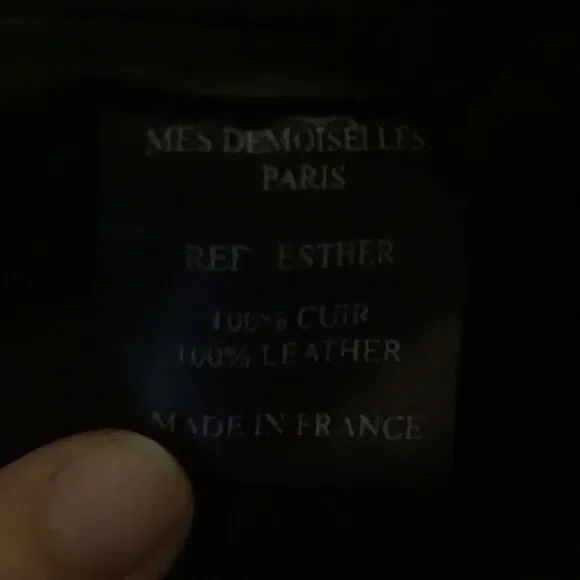 MES DEMOISELLES
PARIS
REF ESTHER
100% CUIR
100% LEATHER
MADE IN FRANCE